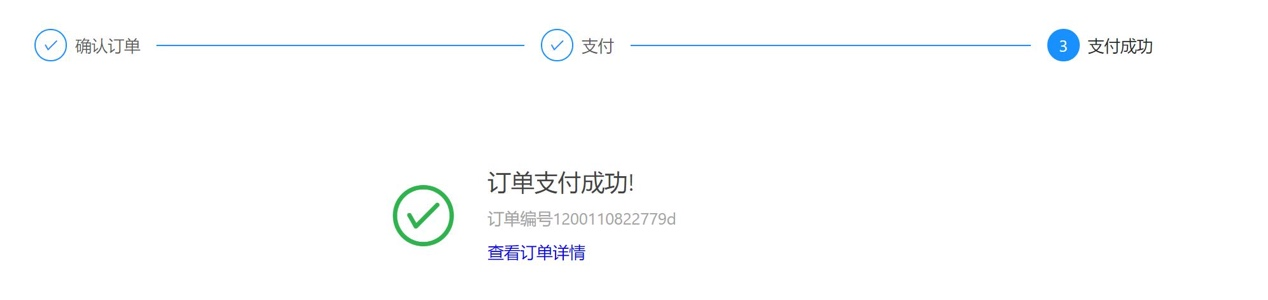 确认订单
支付
3 支付成功
订单支付成功!
订单编号1200110822779d
查看订单详情